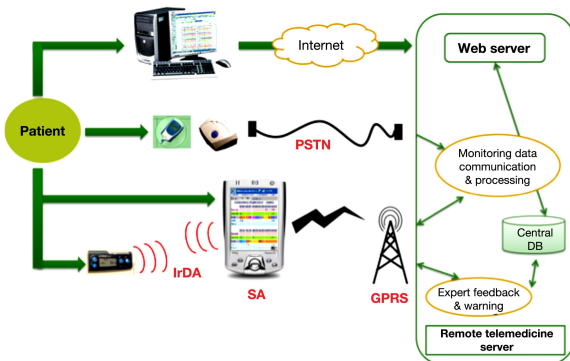 Internet
Web server
Patient
PSTN
Monitoring data
communication
& processing
Central
DB
IrDA
SA
GPRS
Expert feedback
& warning
Remote telemedicine
server